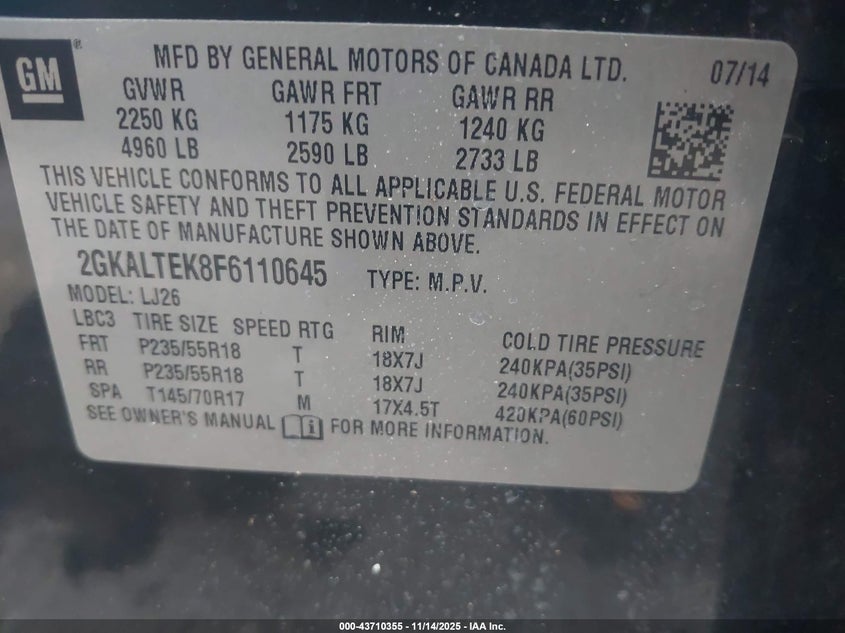 GM®
MFD BY GENERAL MOTORS OF CANADA LTD. 07/14
GVWR GAWR FRT GAWR RR
2250 KG 1175 KG 1240 KG
4960 LB 2590 LB 2733 LB
THIS VEHICLE CONFORMS TO ALL APPLICABLE U.S. FEDERAL MOTOR
VEHICLE SAFETY AND THEFT PREVENTION STANDARDS IN EFFECT ON
THE DATE OF MANUFACTURE SHOWN ABOVE.
2GKALTEK8F6110645 TYPE: M.P.V.
MODEL: LJ26
LBC3 TIRE SIZE SPEED RTG RIM COLD TIRE PRESSURE
FRT P235/55R18 T 18X7J 240KPA(35PSI)
RR P235/55R18 T 18X7J 240KPA(35PSI)
SPA T145/70R17 M 17X4.5T 420KPA(60PSI)
SEE OWNER'S MANUAL i FOR MORE INFORMATION.
000-43710355 - 11/14/2025 - IAA Inc.